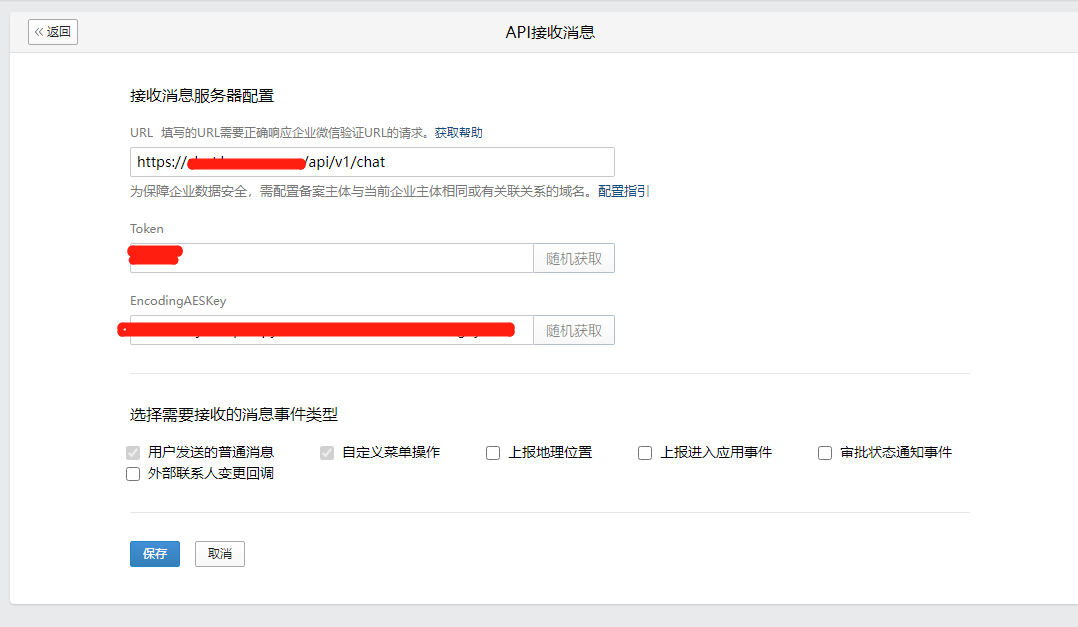 返回
API接收消息
接收消息服务器配置
URL 填写的URL需要正确响应企业微信验证URL的请求。获取帮助
https:// /api/v1/chat
为保障企业数据安全，需配置备案主体与当前企业主体相同或有关联关系的域名。配置指引
Token
随机获取
EncodingAESKey
随机获取
选择需要接收的消息事件类型
用户发送的普通消息 自定义菜单操作 上报地理位置 上报进入应用事件 审批状态通知事件
外部联系人变更回调
保存 取消